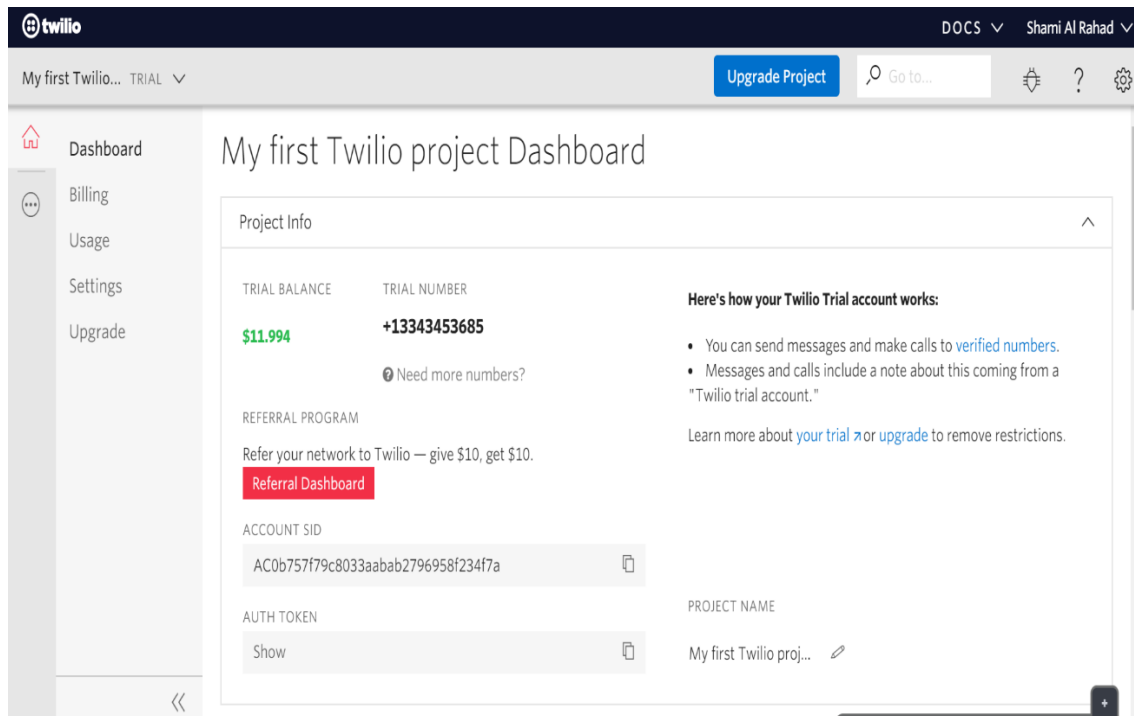 twilio
DOCS Shami Al Rahad
My first Twilio... TRIAL
Upgrade Project
Go to...
Dashboard
Billing
Usage
Settings
Upgrade
My first Twilio project Dashboard
Project Info
TRIAL BALANCE
$11.994
TRIAL NUMBER
+13343453685
Need more numbers?
REFERRAL PROGRAM
Refer your network to Twilio — give $10, get $10.
Referral Dashboard
ACCOUNT SID
AC0b757f79c8033aabab2796958f234f7a
AUTH TOKEN
Show
Here's how your Twilio Trial account works:
• You can send messages and make calls to verified numbers.
• Messages and calls include a note about this coming from a
"Twilio trial account."
Learn more about your trial or upgrade to remove restrictions.
PROJECT NAME
My first Twilio proj...